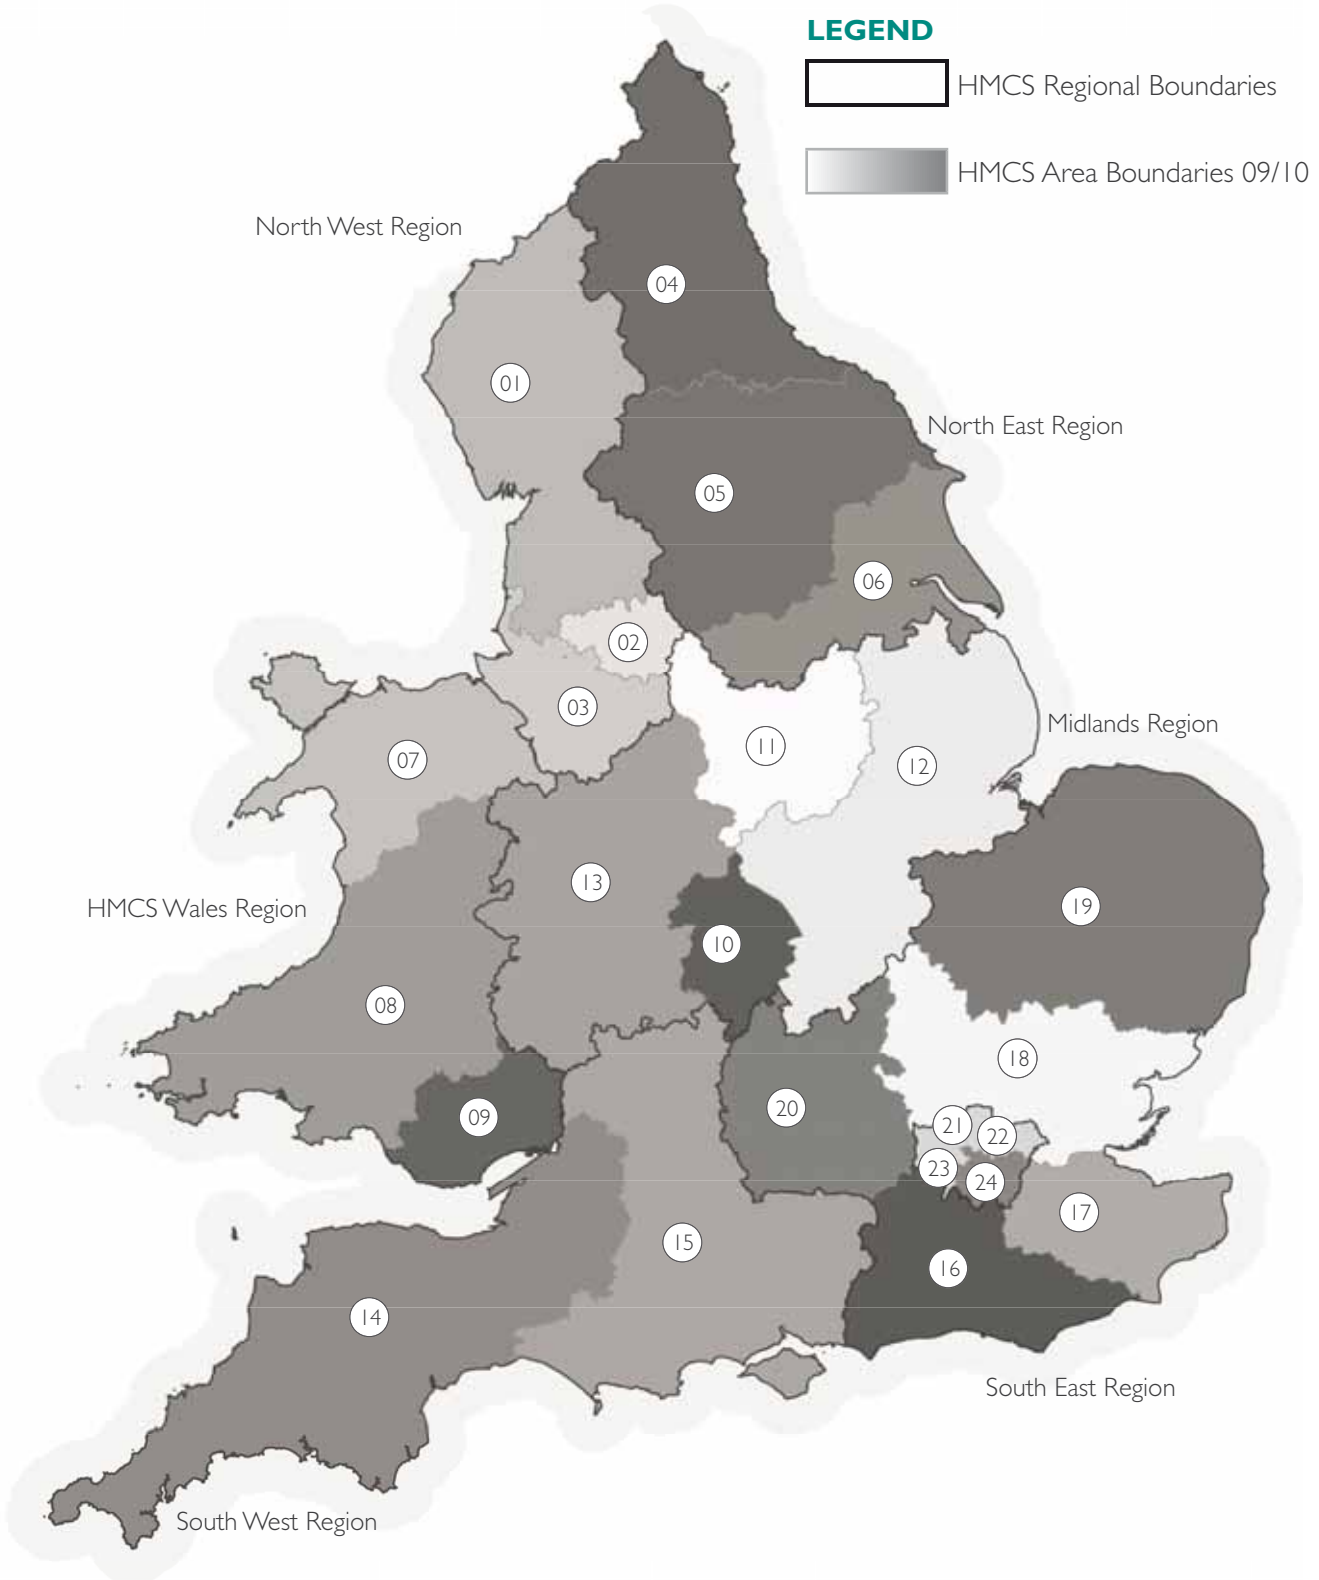 LEGEND
HMCS Regional Boundaries
HMCS Area Boundaries 09/10
North West Region
04
01
North East Region
05
06
02
03
Midlands Region
11
07
12
13
19
HMCS Wales Region
10
08
18
20
09
21
22
23
24
17
15
16
14
South East Region
South West Region